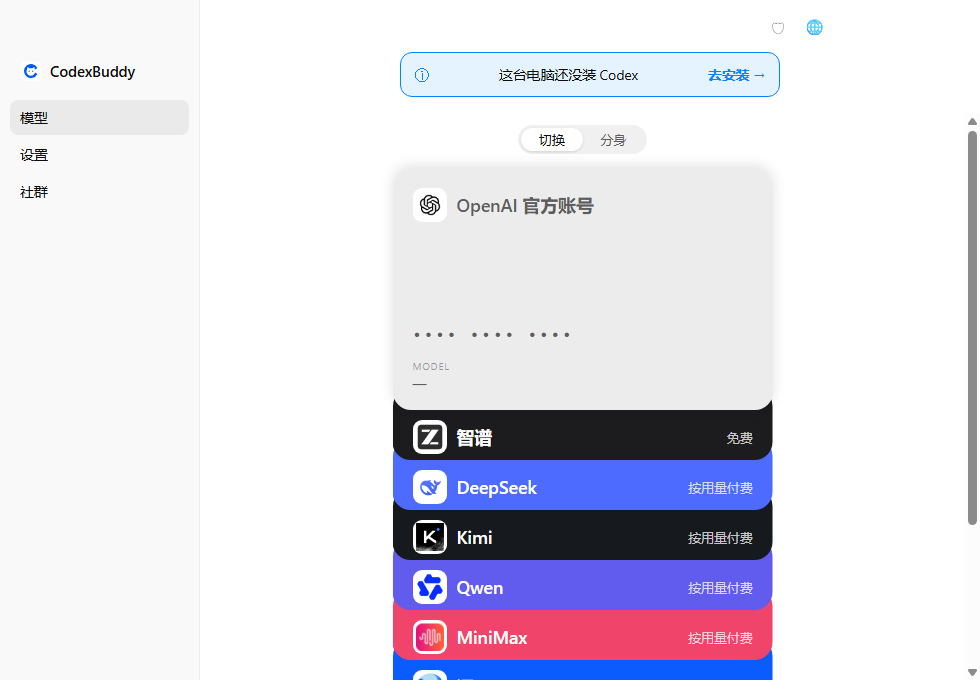 CodexBuddy
模型
设置
社群
这台电脑还没装 Codex
去安装 →
切换
分身
OpenAI 官方账号
•••• •••• ••••
MODEL
—
智谱
免费
DeepSeek
按用量付费
Kimi
按用量付费
Qwen
按用量付费
MiniMax
按用量付费